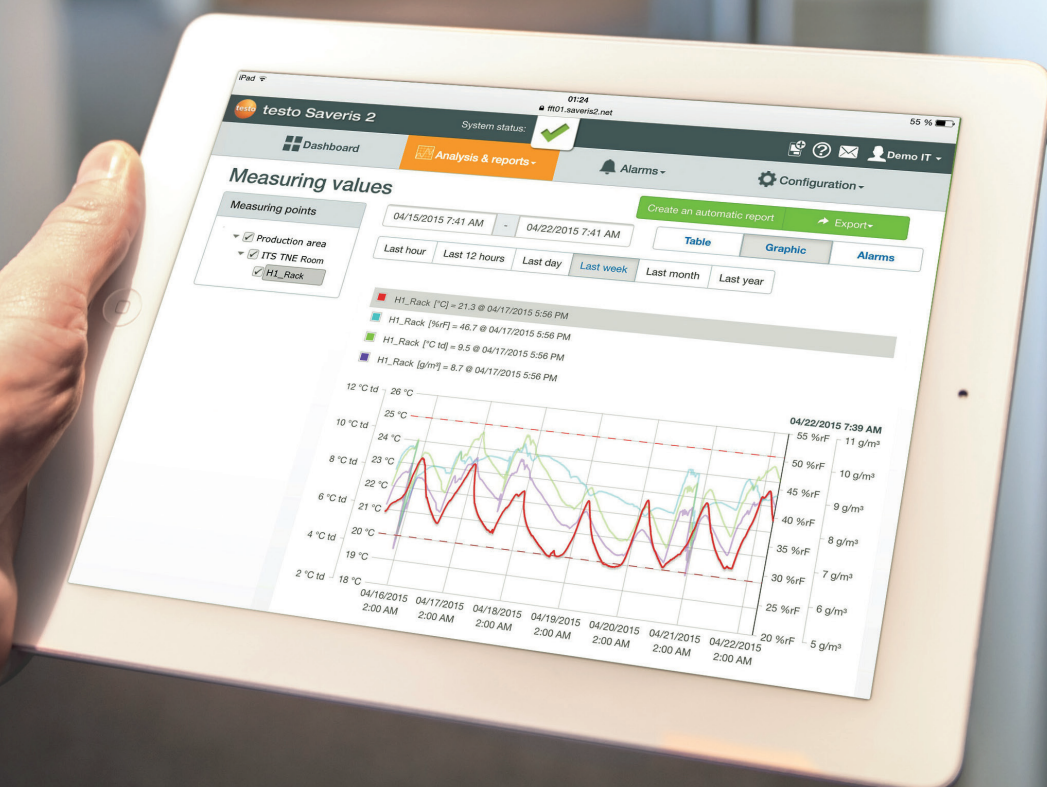 iPad
01:24
fft01.saveris2.net
55 %
testo
testo Saveris 2
System status:
Demo IT
Dashboard
Analysis & reports
Alarms
Configuration
Measuring values
Measuring points
Production area
ITS TNE Room
H1_Rack
04/15/2015 7:41 AM - 04/22/2015 7:41 AM
Create an automatic report
Export
Table
Graphic
Alarms
Last hour
Last 12 hours
Last day
Last week
Last month
Last year
H1_Rack [°C] = 21.3 @ 04/17/2015 5:56 PM
H1_Rack [%rF] = 46.7 @ 04/17/2015 5:56 PM
H1_Rack [°C td] = 9.5 @ 04/17/2015 5:56 PM
H1_Rack [g/m³] = 8.7 @ 04/17/2015 5:56 PM
12 °C td
10 °C td
8 °C td
6 °C td
4 °C td
2 °C td
26 °C
25 °C
24 °C
23 °C
22 °C
21 °C
20 °C
19 °C
18 °C
04/22/2015 7:39 AM
55 %rF
50 %rF
45 %rF
40 %rF
35 %rF
30 %rF
25 %rF
20 %rF
11 g/m³
10 g/m³
9 g/m³
8 g/m³
7 g/m³
6 g/m³
5 g/m³
04/16/2015
2:00 AM
04/17/2015
2:00 AM
04/18/2015
2:00 AM
04/19/2015
2:00 AM
04/20/2015
2:00 AM
04/21/2015
2:00 AM
04/22/2015
2:00 AM